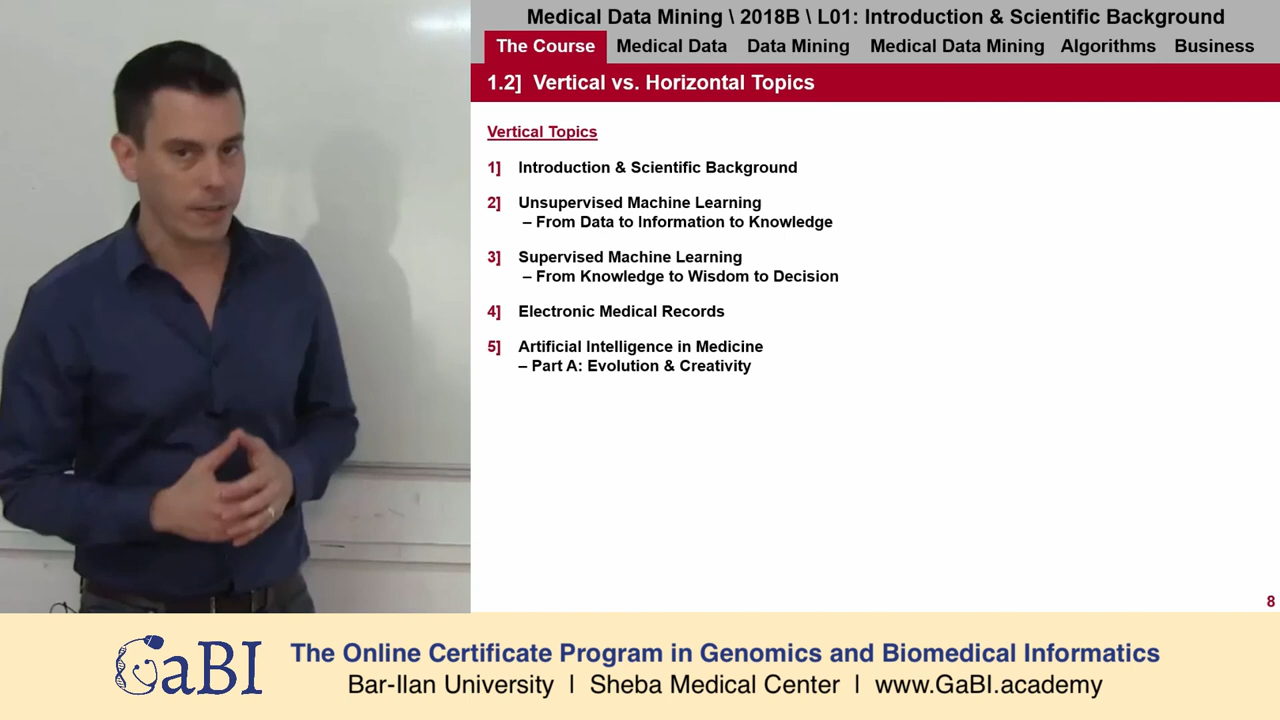 Medical Data Mining \ 2018B \ L01: Introduction & Scientific Background
The Course Medical Data Data Mining Medical Data Mining Algorithms Business
1.2] Vertical vs. Horizontal Topics
Vertical Topics
1] Introduction & Scientific Background
2] Unsupervised Machine Learning
– From Data to Information to Knowledge
3] Supervised Machine Learning
– From Knowledge to Wisdom to Decision
4] Electronic Medical Records
5] Artificial Intelligence in Medicine
– Part A: Evolution & Creativity
8
GaBI
The Online Certificate Program in Genomics and Biomedical Informatics
Bar-Ilan University | Sheba Medical Center | www.GaBI.academy